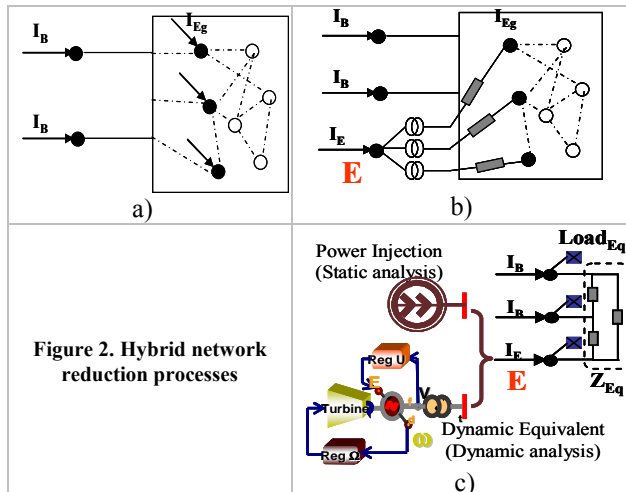 I_Eg
I_B
I_B
a)
I_Eg
I_B
I_B
I_E
E
b)
Figure 2. Hybrid network
reduction processes
Power Injection
(Static analysis)
Load_Eq
I_B
I_B
I_E
E
Z_Eq
Reg U
E
V
Turbine
ω
t
Reg Ω
Dynamic Equivalent
(Dynamic analysis)
c)